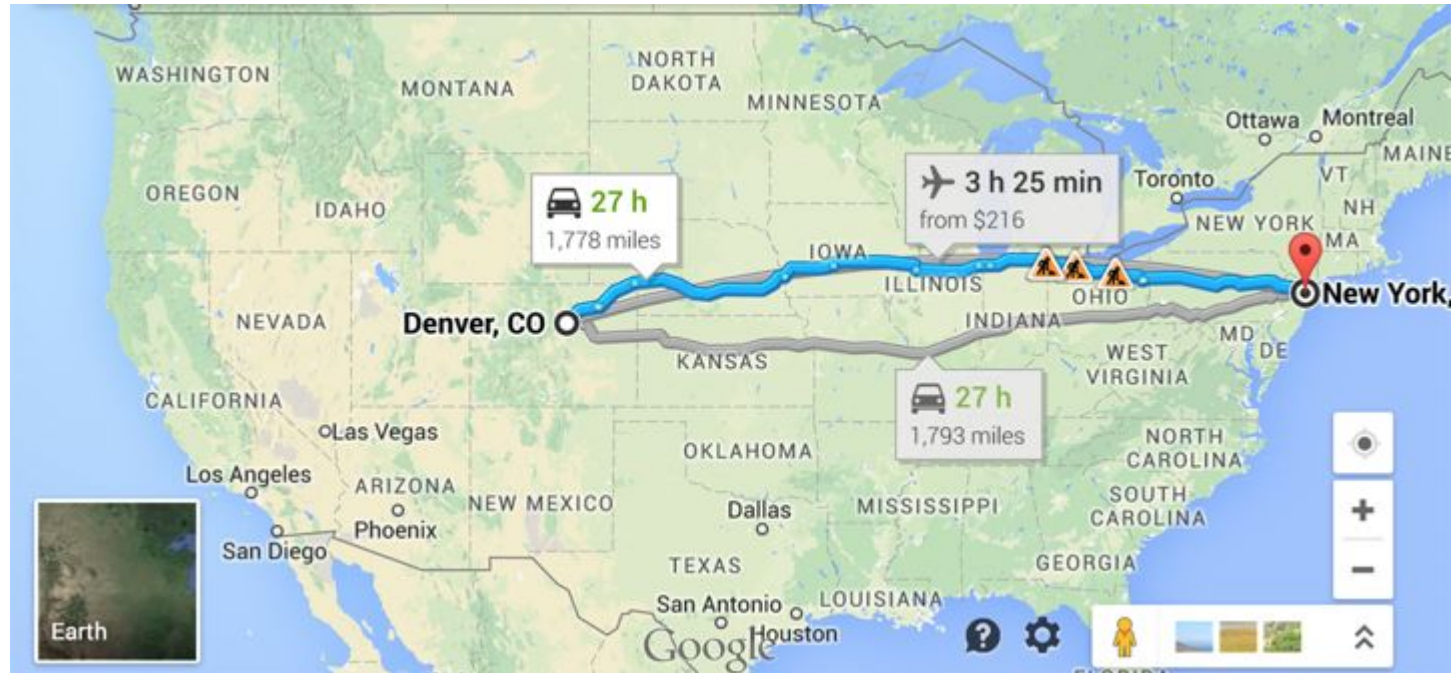 WASHINGTON
MONTANA
NORTH
DAKOTA
MINNESOTA
Ottawa
Montreal
MAINE
OREGON
IDAHO
27 h
1,778 miles
3 h 25 min
from $216
Toronto
VT
NH
NEW YORK
MA
IOWA
ILLINOIS
OHIO
New York,
NEVADA
Denver, CO
INDIANA
KANSAS
MD
DE
WEST
VIRGINIA
27 h
1,793 miles
CALIFORNIA
Las Vegas
OKLAHOMA
NORTH
CAROLINA
Los Angeles
ARIZONA
NEW MEXICO
Phoenix
San Diego
Dallas
MISSISSIPPI
SOUTH
CAROLINA
TEXAS
GEORGIA
San Antonio
LOUISIANA
Houston
Google
Earth
?
FLORIDA